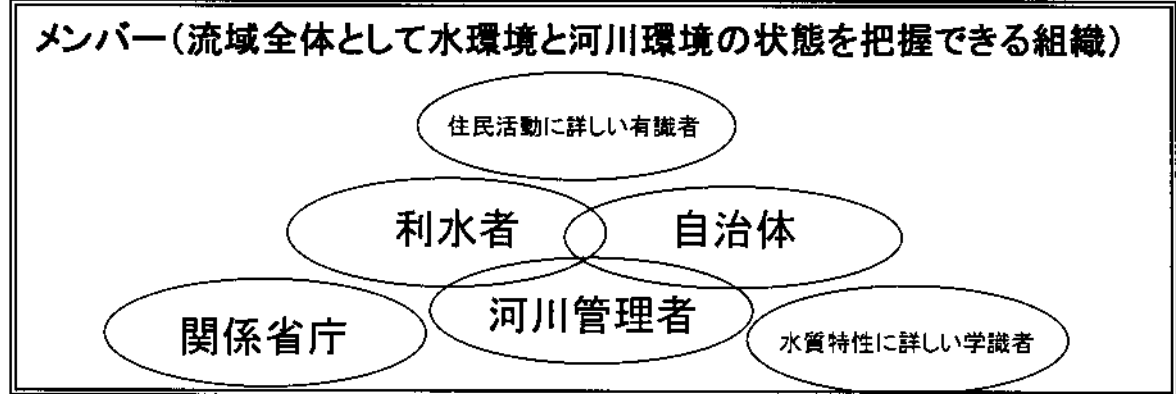 メンバー(流域全体として水環境と河川環境の状態を把握できる組織)
住民活動に詳しい有識者
利水者
自治体
河川管理者
関係省庁
水質特性に詳しい学識者